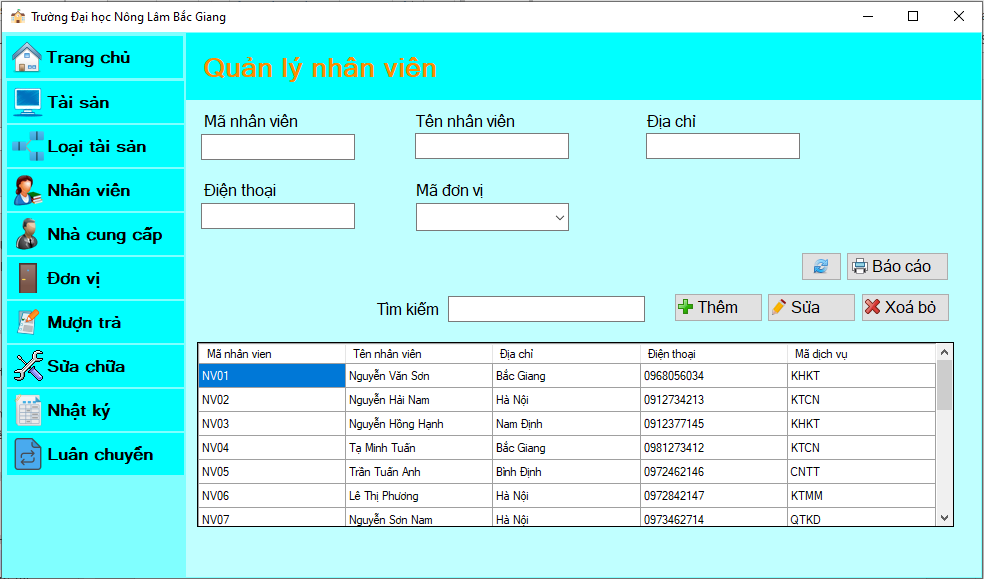 Trường Đại học Nông Lâm Bắc Giang
Trang chủ
Tài sản
Loại tài sản
Nhân viên
Nhà cung cấp
Đơn vị
Mượn trả
Sửa chữa
Nhật ký
Luân chuyển
Quản lý nhân viên
Mã nhân viên Tên nhân viên Địa chỉ
Điện thoại Mã đơn vị
Báo cáo
Tìm kiếm Thêm Sửa Xoá bỏ
Mã nhân vien Tên nhân viên Địa chỉ Điện thoại Mã dịch vụ
NV01 Nguyễn Văn Sơn Bắc Giang 0968056034 KHKT
NV02 Nguyễn Hải Nam Hà Nội 0912734213 KTCN
NV03 Nguyễn Hồng Hạnh Nam Định 0912377145 KHKT
NV04 Tạ Minh Tuấn Bắc Giang 0981273412 KTCN
NV05 Trần Tuấn Anh Bình Định 0972462146 CNTT
NV06 Lê Thị Phương Hà Nội 0972842147 KTMM
NV07 Nguyễn Sơn Nam Hà Nội 0973462714 QTKD